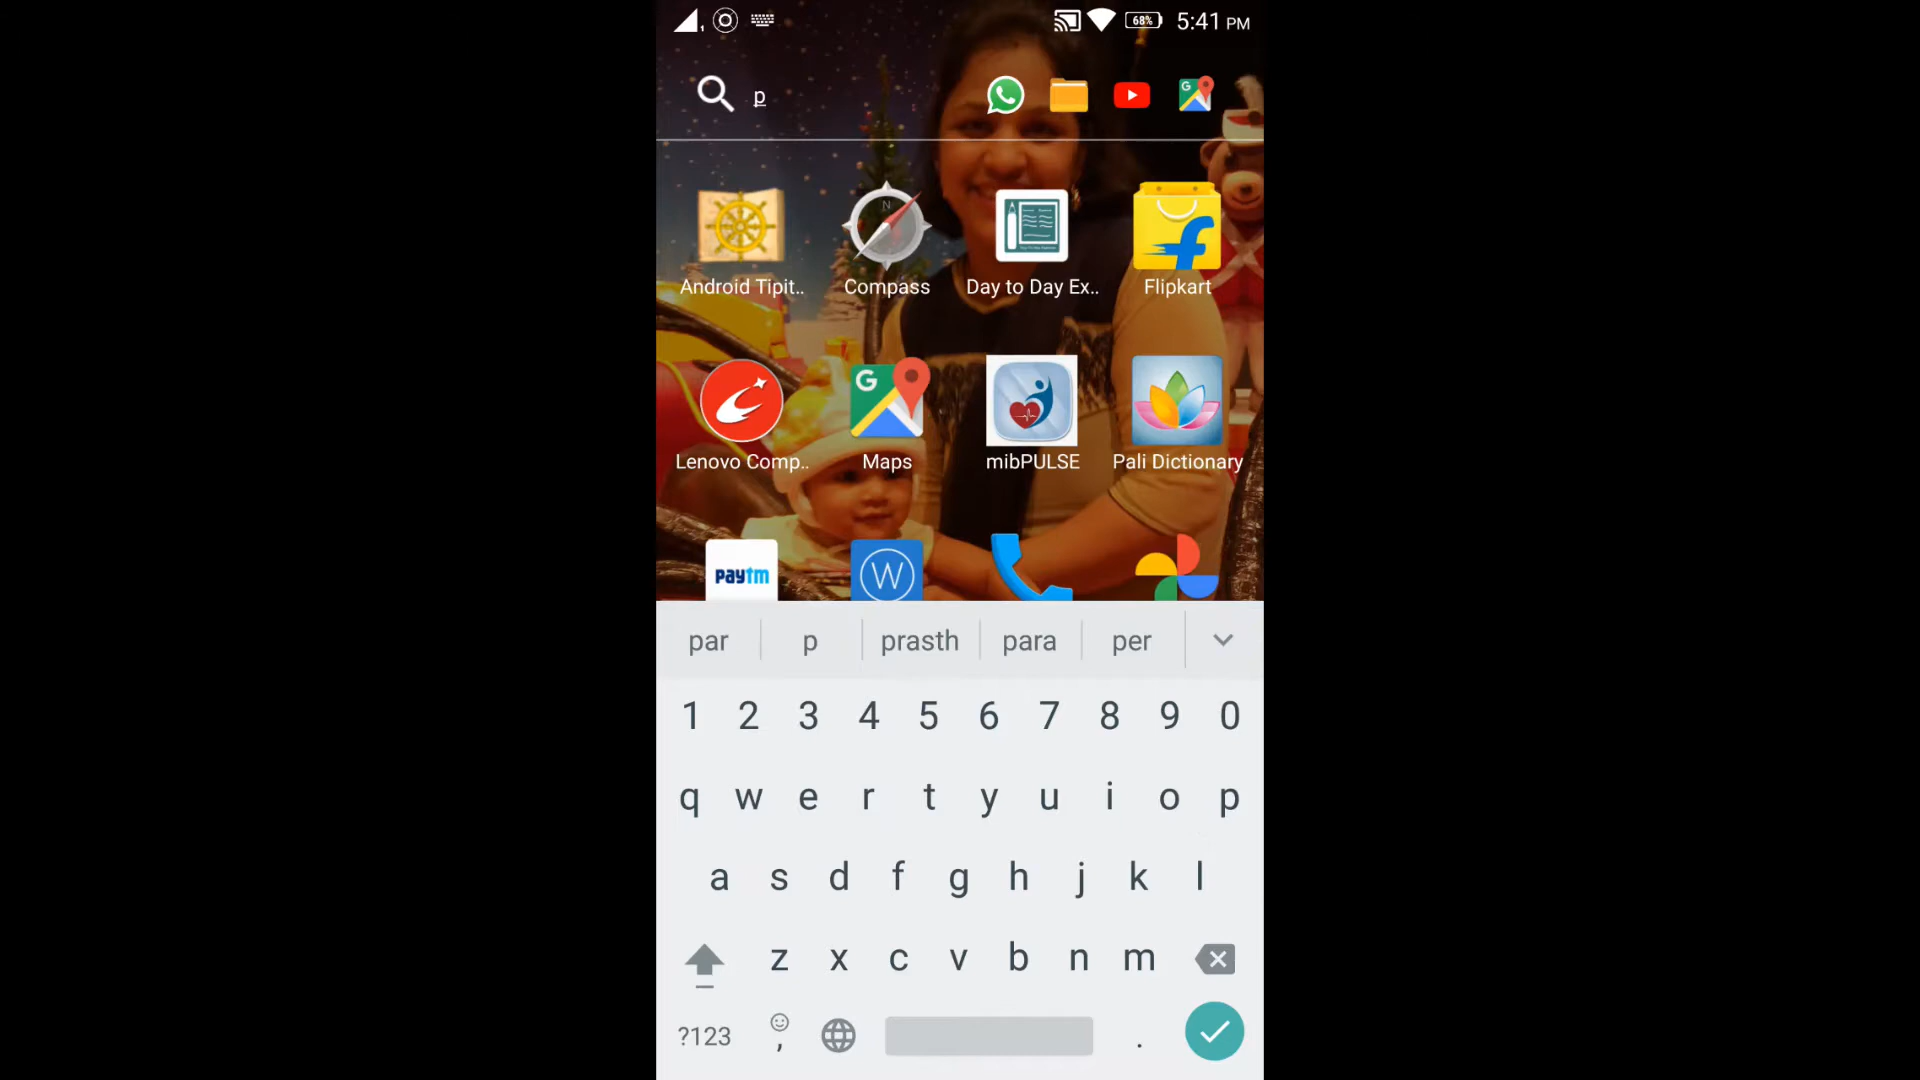 1 68% 5:41 PM
p
G
N
f
Android Tipit.. Compass Day to Day Ex.. Flipkart
G
Lenovo Comp.. Maps mibPULSE Pali Dictionary
paytm W
par p prasth para per
1 2 3 4 5 6 7 8 9 0
q w e r t y u i o p
a s d f g h j k l
z x c v b n m
?123 , .